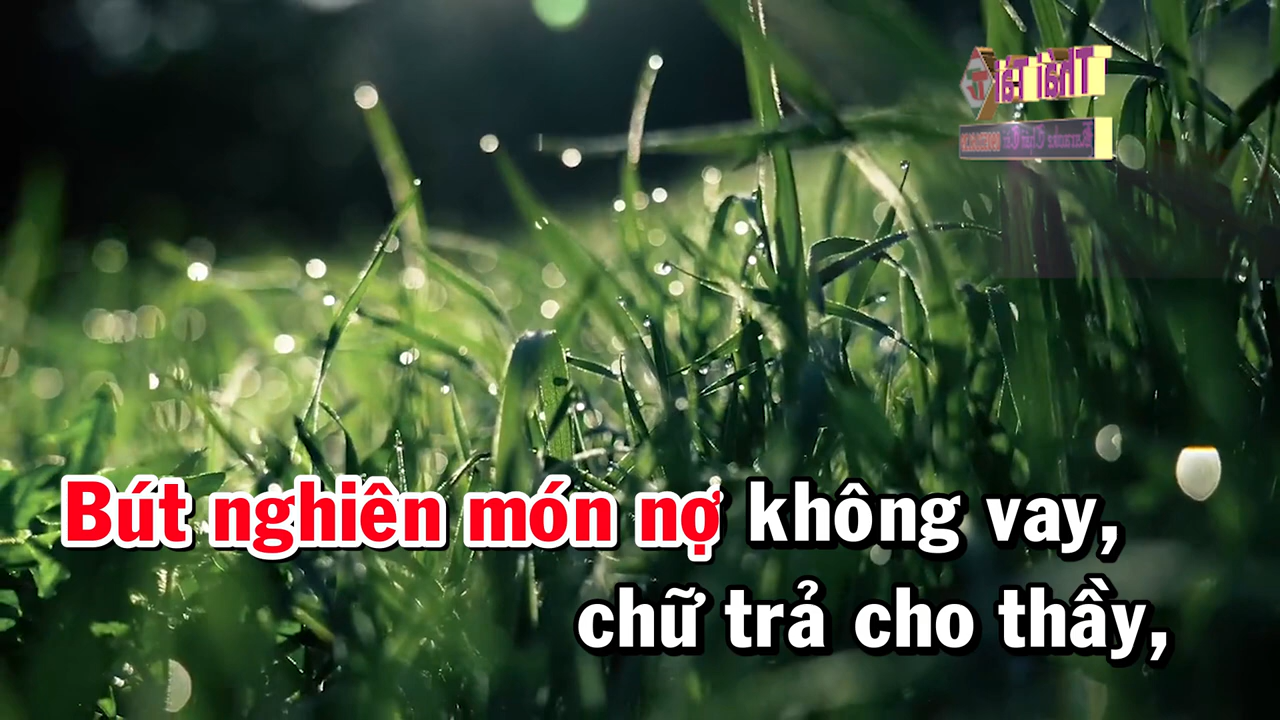 Bút nghiên món nợ không vay,
chữ trả cho thầy,